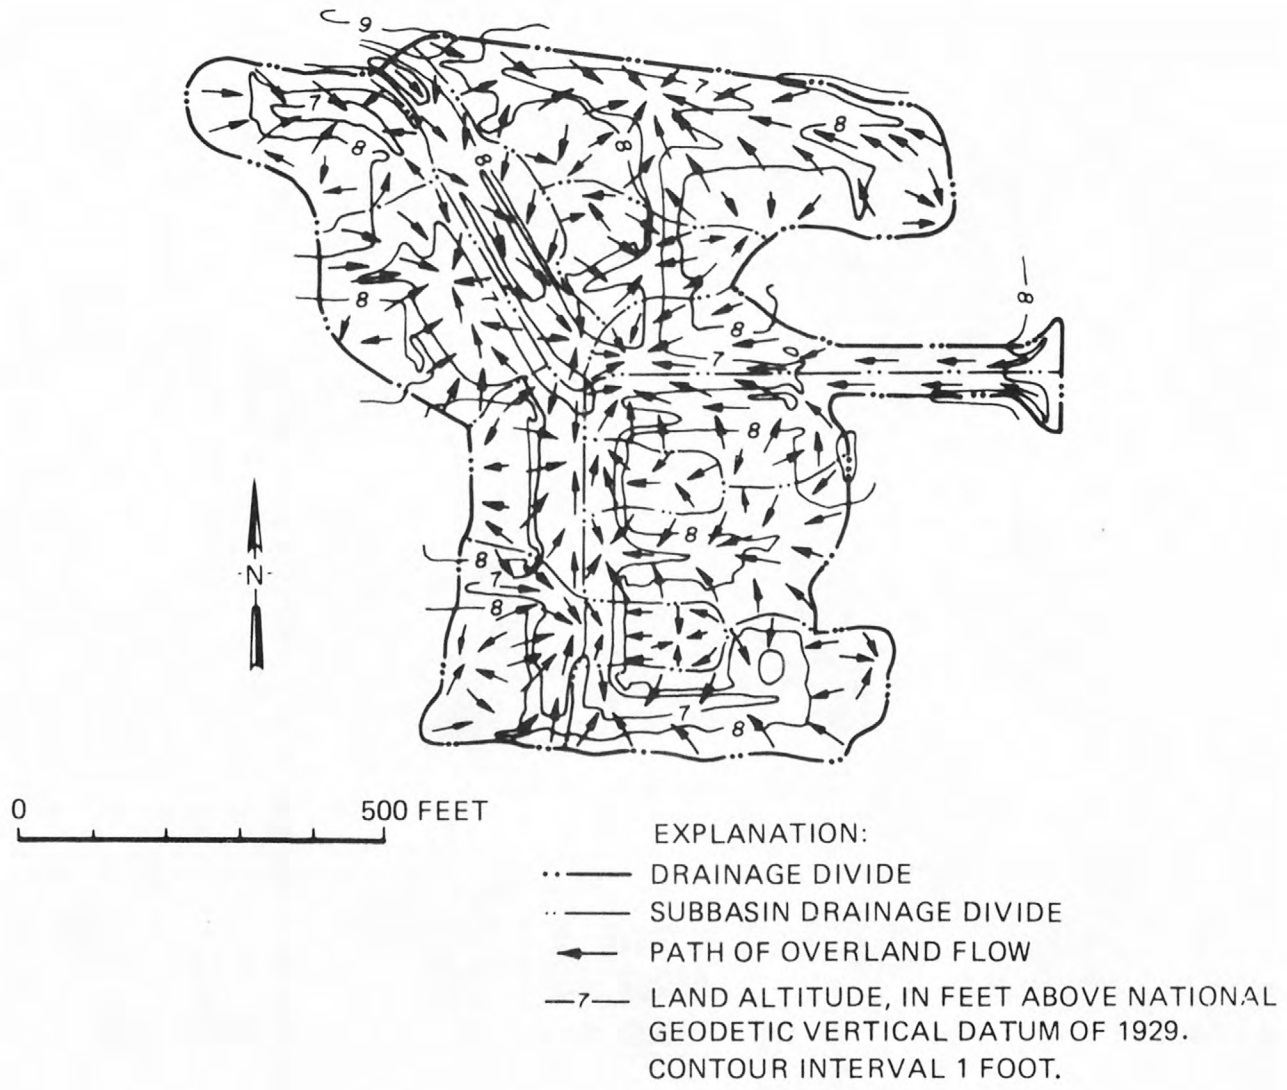 9
7
7
8
8
8
8
8
8
8
7
8
8
8
7
8
7
8
N
0 500 FEET
EXPLANATION:
DRAINAGE DIVIDE
SUBBASIN DRAINAGE DIVIDE
PATH OF OVERLAND FLOW
7 LAND ALTITUDE, IN FEET ABOVE NATIONAL
GEODETIC VERTICAL DATUM OF 1929.
CONTOUR INTERVAL 1 FOOT.